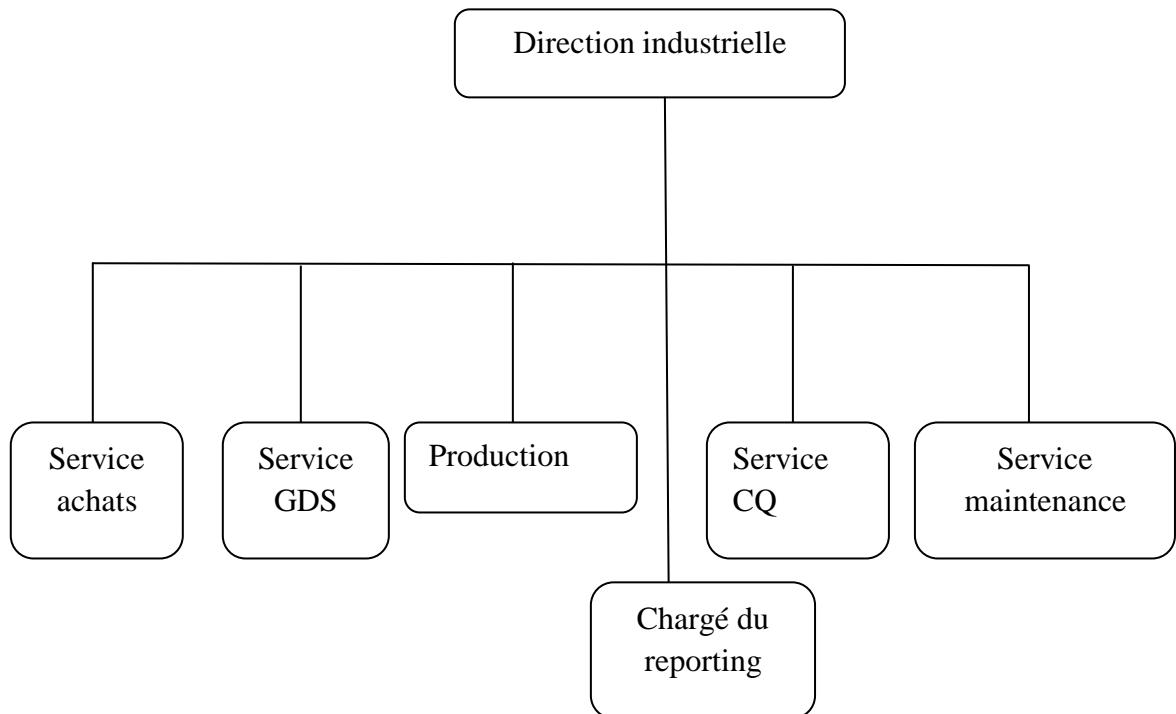 Direction industrielle
Service
achats
Service
GDS
Production
Service
CQ
Service
maintenance
Chargé du
reporting